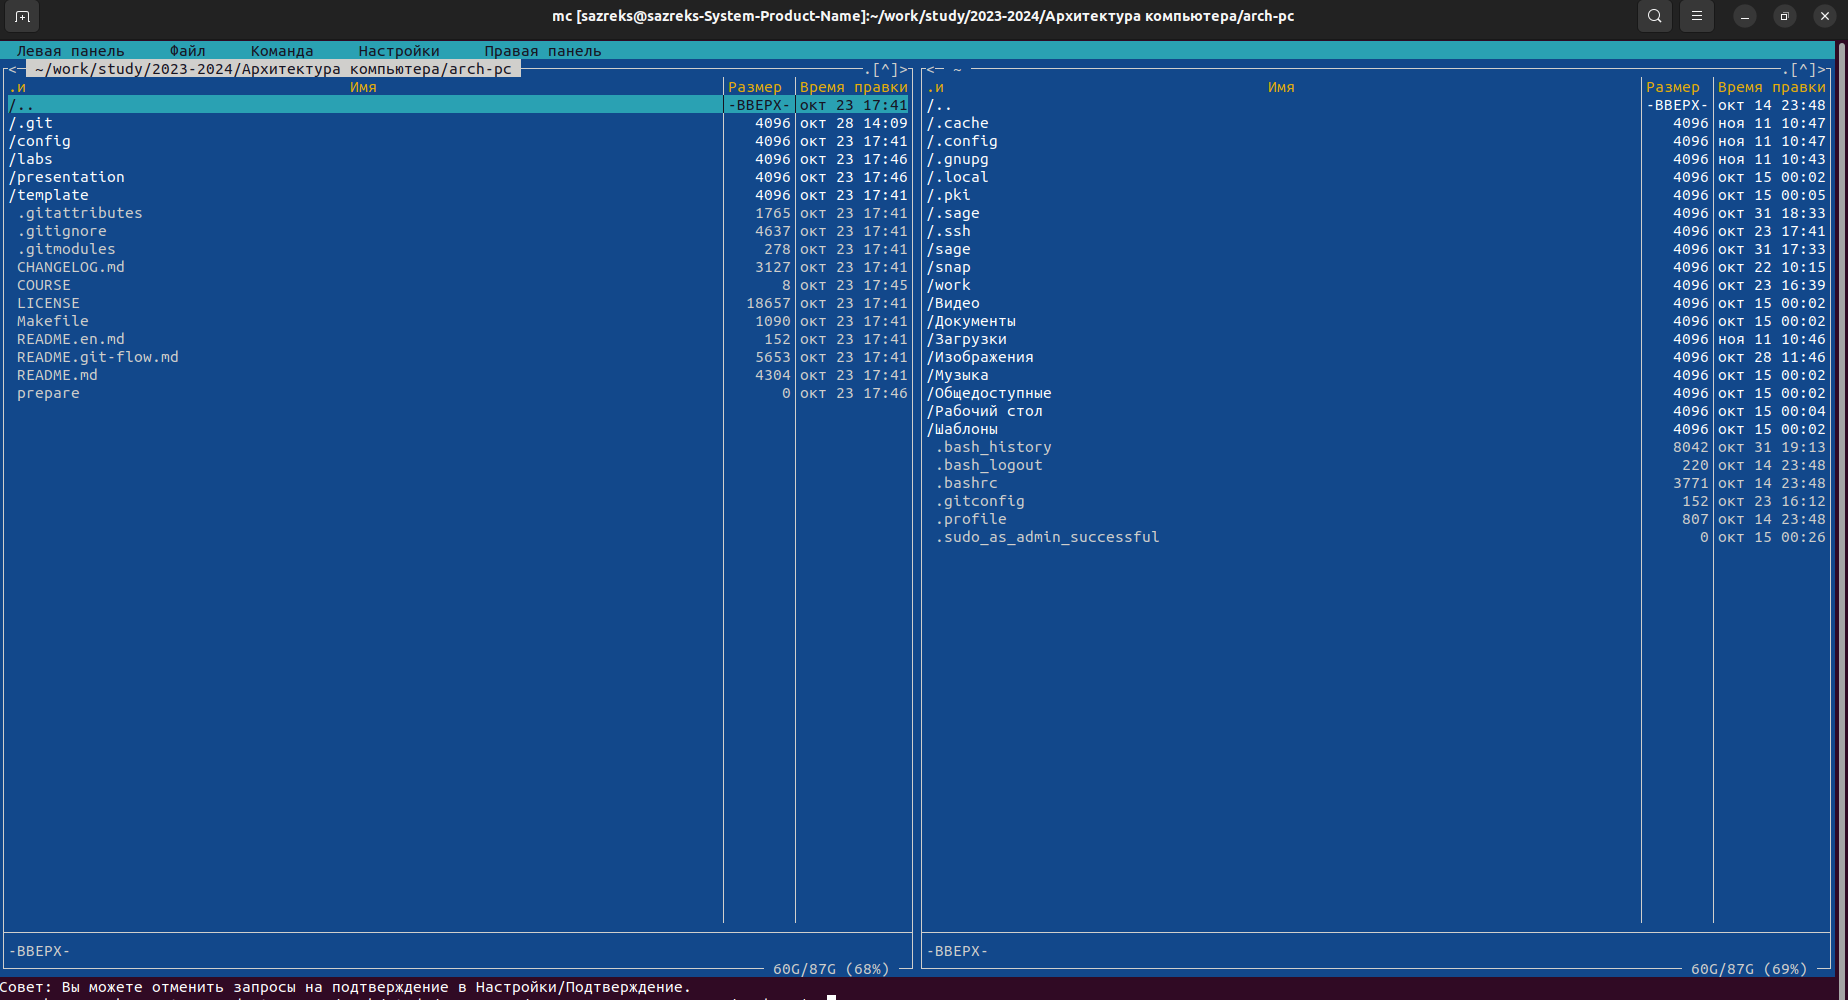 mc [sazreks@sazreks-System-Product-Name]:~/work/study/2023-2024/Архитектура компьютера/arch-pc
Левая панель Файл Команда Настройки Правая панель
<─ ~/work/study/2023-2024/Архитектура компьютера/arch-pc .[^]>
.и Имя Размер Время правки
/.. -ВВЕРХ- окт 23 17:41
/.git 4096 окт 28 14:09
/config 4096 окт 23 17:41
/labs 4096 окт 23 17:46
/presentation 4096 окт 23 17:46
/template 4096 окт 23 17:41
.gitattributes 1765 окт 23 17:41
.gitignore 4637 окт 23 17:41
.gitmodules 278 окт 23 17:41
CHANGELOG.md 3127 окт 23 17:41
COURSE 8 окт 23 17:45
LICENSE 18657 окт 23 17:41
Makefile 1090 окт 23 17:41
README.en.md 152 окт 23 17:41
README.git-flow.md 5653 окт 23 17:41
README.md 4304 окт 23 17:41
prepare 0 окт 23 17:46
-ВВЕРХ-
60G/87G (68%)
<─ ~ .[^]>
.и Имя Размер Время правки
/.. -ВВЕРХ- окт 14 23:48
/.cache 4096 ноя 11 10:47
/.config 4096 ноя 11 10:47
/.gnupg 4096 ноя 11 10:43
/.local 4096 окт 15 00:02
/.pki 4096 окт 15 00:05
/.sage 4096 окт 31 18:33
/.ssh 4096 окт 23 17:41
/sage 4096 окт 31 17:33
/snap 4096 окт 22 10:15
/work 4096 окт 23 16:39
/Видео 4096 окт 15 00:02
/Документы 4096 окт 15 00:02
/Загрузки 4096 ноя 11 10:46
/Изображения 4096 окт 28 11:46
/Музыка 4096 окт 15 00:02
/Общедоступные 4096 окт 15 00:02
/Рабочий стол 4096 окт 15 00:04
/Шаблоны 4096 окт 15 00:02
.bash_history 8042 окт 31 19:13
.bash_logout 220 окт 14 23:48
.bashrc 3771 окт 14 23:48
.gitconfig 152 окт 23 16:12
.profile 807 окт 14 23:48
.sudo_as_admin_successful 0 окт 15 00:26
-ВВЕРХ-
60G/87G (69%)
Совет: Вы можете отменить запросы на подтверждение в Настройки/Подтверждение.